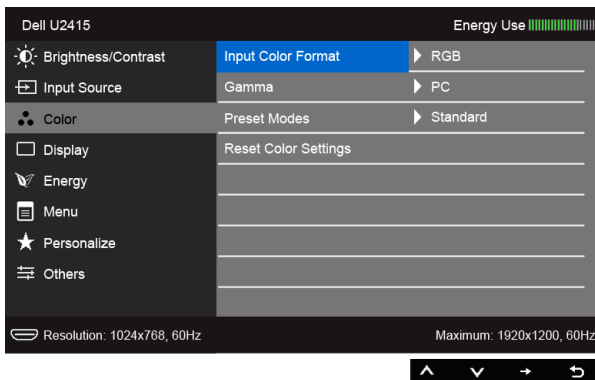 Dell U2415 Energy Use
Brightness/Contrast Input Color Format RGB
Input Source Gamma PC
Color Preset Modes Standard
Display Reset Color Settings
Energy
Menu
Personalize
Others
Resolution: 1024x768, 60Hz Maximum: 1920x1200, 60Hz